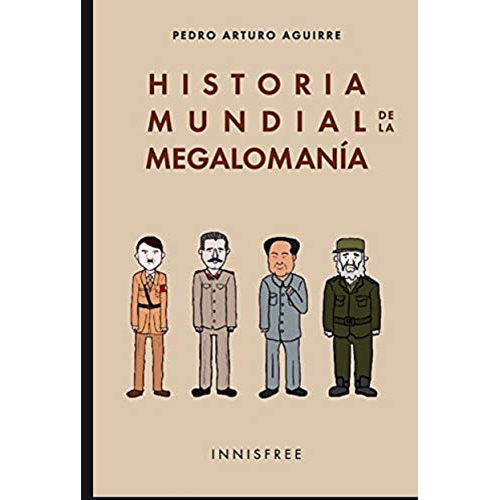 PEDRO ARTURO AGUIRRE
HISTORIA
MUNDIAL DE LA
MEGALOMANÍA
INNISFREE